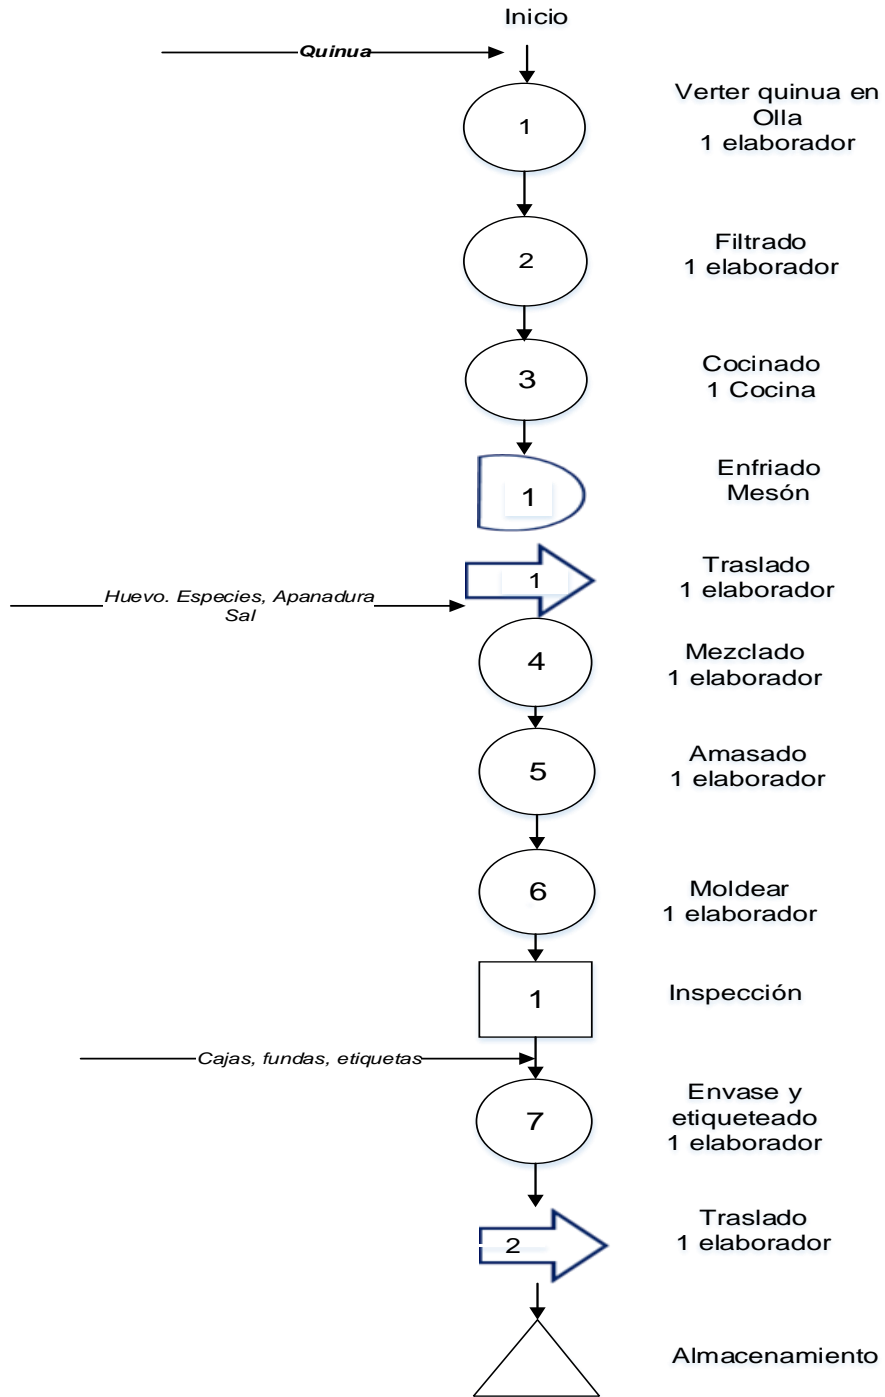 Inicio
Quinua
1
Verter quinua en
Olla
1 elaborador
2
Filtrado
1 elaborador
3
Cocinado
1 Cocina
1
Enfriado
Mesón
1
Traslado
1 elaborador
Huevo. Especies, Apanadura
Sal
4
Mezclado
1 elaborador
5
Amasado
1 elaborador
6
Moldear
1 elaborador
1
Inspección
Cajas, fundas, etiquetas
7
Envase y
etiqueteado
1 elaborador
2
Traslado
1 elaborador
Almacenamiento